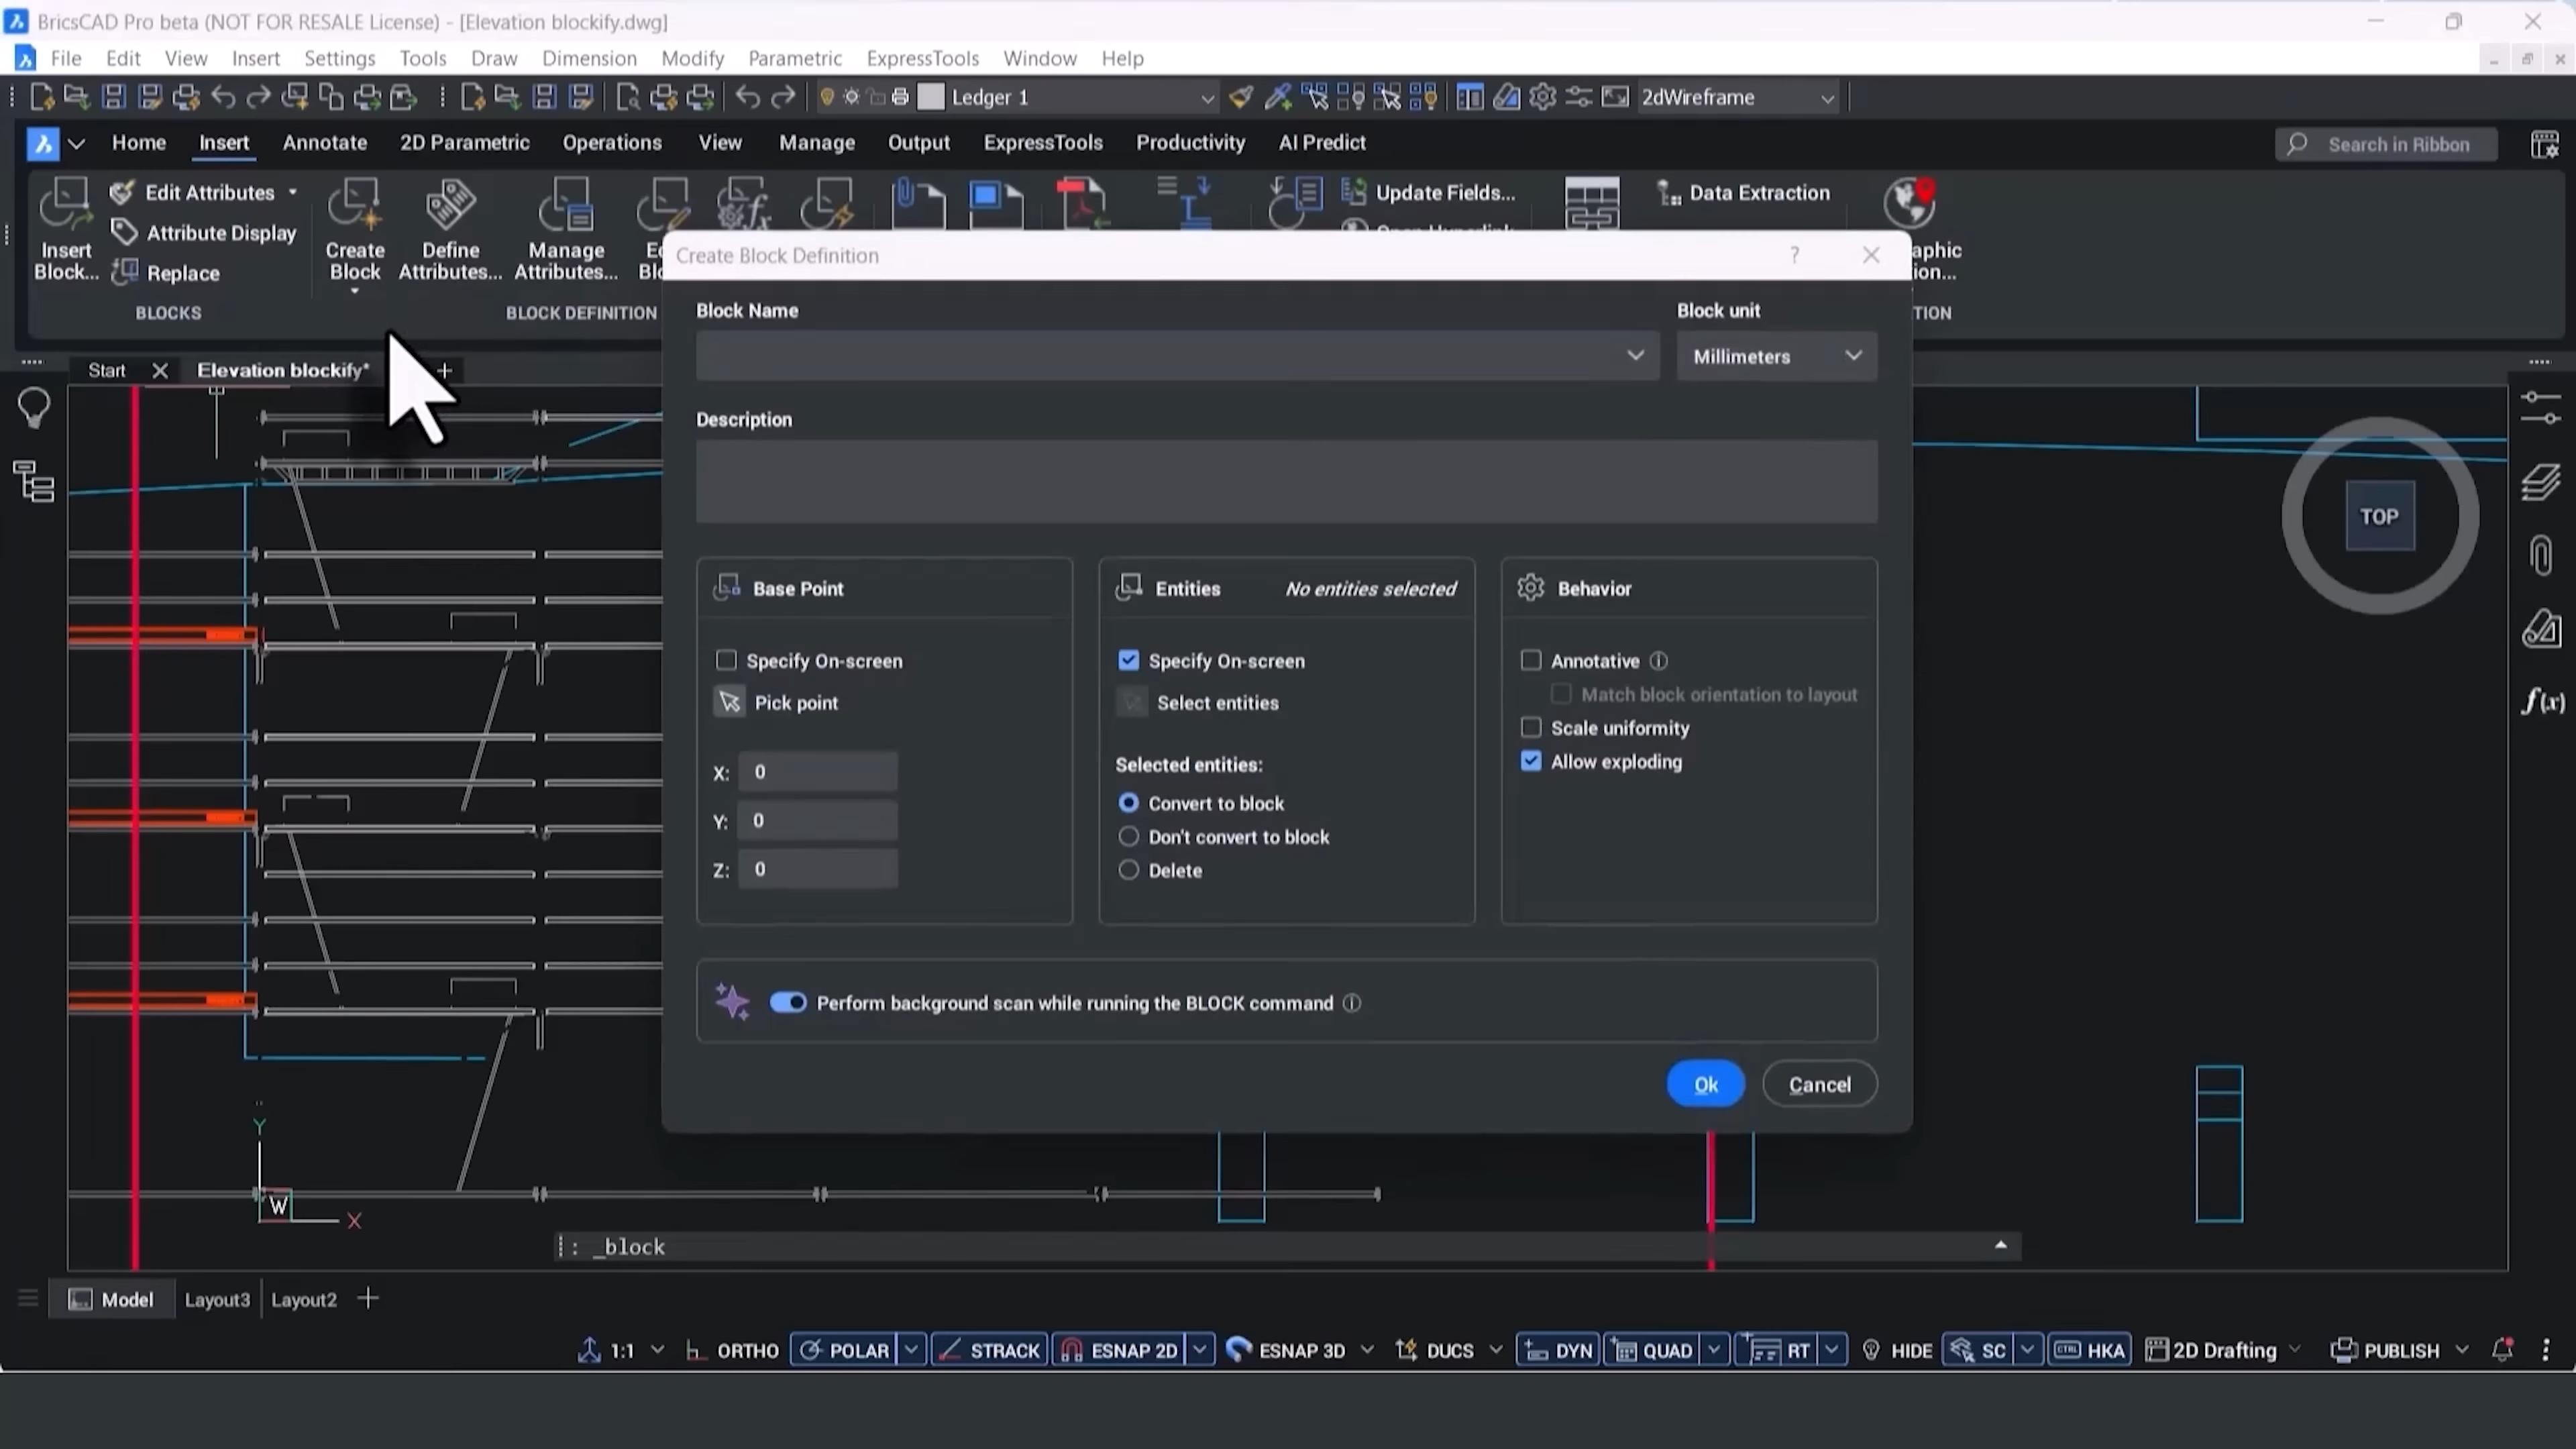 BricsCAD Pro beta (NOT FOR RESALE License) - [Elevation blockify.dwg]
File Edit View Insert Settings Tools Draw Dimension Modify Parametric ExpressTools Window Help
Ledger 1 2dWireframe
Home Insert Annotate 2D Parametric Operations View Manage Output ExpressTools Productivity AI Predict Search in Ribbon
Insert Block...
Edit Attributes
Attribute Display
Replace
BLOCKS
Create Block
Define Attributes...
Manage Attributes...
BLOCK DEFINITION
Update Fields...
Data Extraction
Start
Elevation blockify*
Create Block Definition ?
Block Name
Block unit
Millimeters
Description
Base Point
Specify On-screen
Pick point
X: 0
Y: 0
Z: 0
Entities No entities selected
Specify On-screen
Select entities
Selected entities:
Convert to block
Don't convert to block
Delete
Behavior
Annotative
Match block orientation to layout
Scale uniformity
Allow exploding
Perform background scan while running the BLOCK command
Ok Cancel
TOP
f(x)
Y
W
X
: _block
Model Layout3 Layout2
1:1 ORTHO POLAR STRACK ESNAP 2D ESNAP 3D DUCS DYN QUAD RT HIDE SC CTRL HKA 2D Drafting PUBLISH